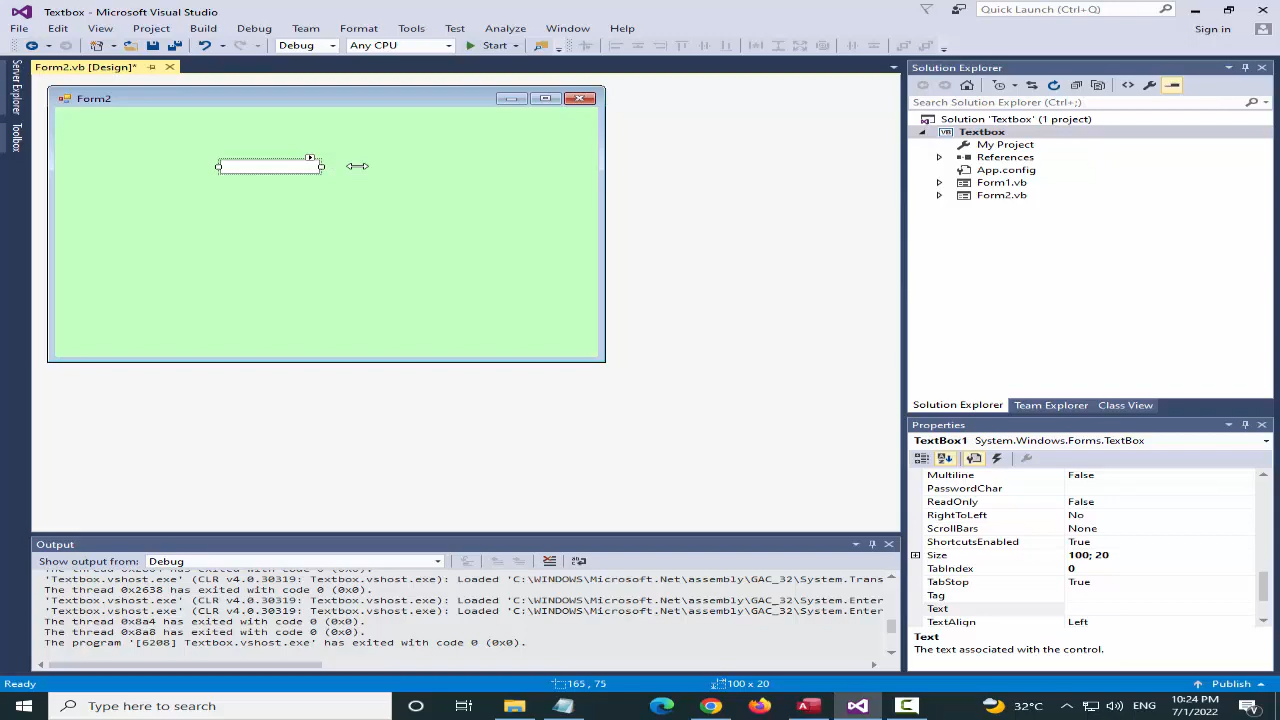 Textbox - Microsoft Visual Studio
Quick Launch (Ctrl+Q)
File Edit View Project Build Debug Team Format Tools Test Analyze Window Help
Sign in
Debug Any CPU Start
Form2.vb [Design]*
Server Explorer
Toolbox
Form2
Solution Explorer
Search Solution Explorer (Ctrl+;)
Solution 'Textbox' (1 project)
Textbox
My Project
References
App.config
Form1.vb
Form2.vb
Solution Explorer Team Explorer Class View
Properties
TextBox1 System.Windows.Forms.TextBox
Multiline False
PasswordChar
ReadOnly False
RightToLeft No
ScrollBars None
ShortcutsEnabled True
Size 100; 20
TabIndex 0
TabStop True
Tag
Text
TextAlign Left
Text
The text associated with the control.
Output
Show output from: Debug
'Textbox.vshost.exe' (CLR v4.0.30319: Textbox.vshost.exe): Loaded 'C:\WINDOWS\Microsoft.Net\assembly\GAC_32\System.Trans
The thread 0x2638 has exited with code 0 (0x0).
'Textbox.vshost.exe' (CLR v4.0.30319: Textbox.vshost.exe): Loaded 'C:\WINDOWS\Microsoft.Net\assembly\GAC_32\System.Enter
'Textbox.vshost.exe' (CLR v4.0.30319: Textbox.vshost.exe): Loaded 'C:\WINDOWS\Microsoft.Net\assembly\GAC_32\System.Enter
The thread 0x8a4 has exited with code 0 (0x0).
The thread 0x8a8 has exited with code 0 (0x0).
The program '[6208] Textbox.vshost.exe' has exited with code 0 (0x0).
Ready 165 , 75 100 x 20 Publish
Type here to search
32°C ENG
10:24 PM
7/1/2022